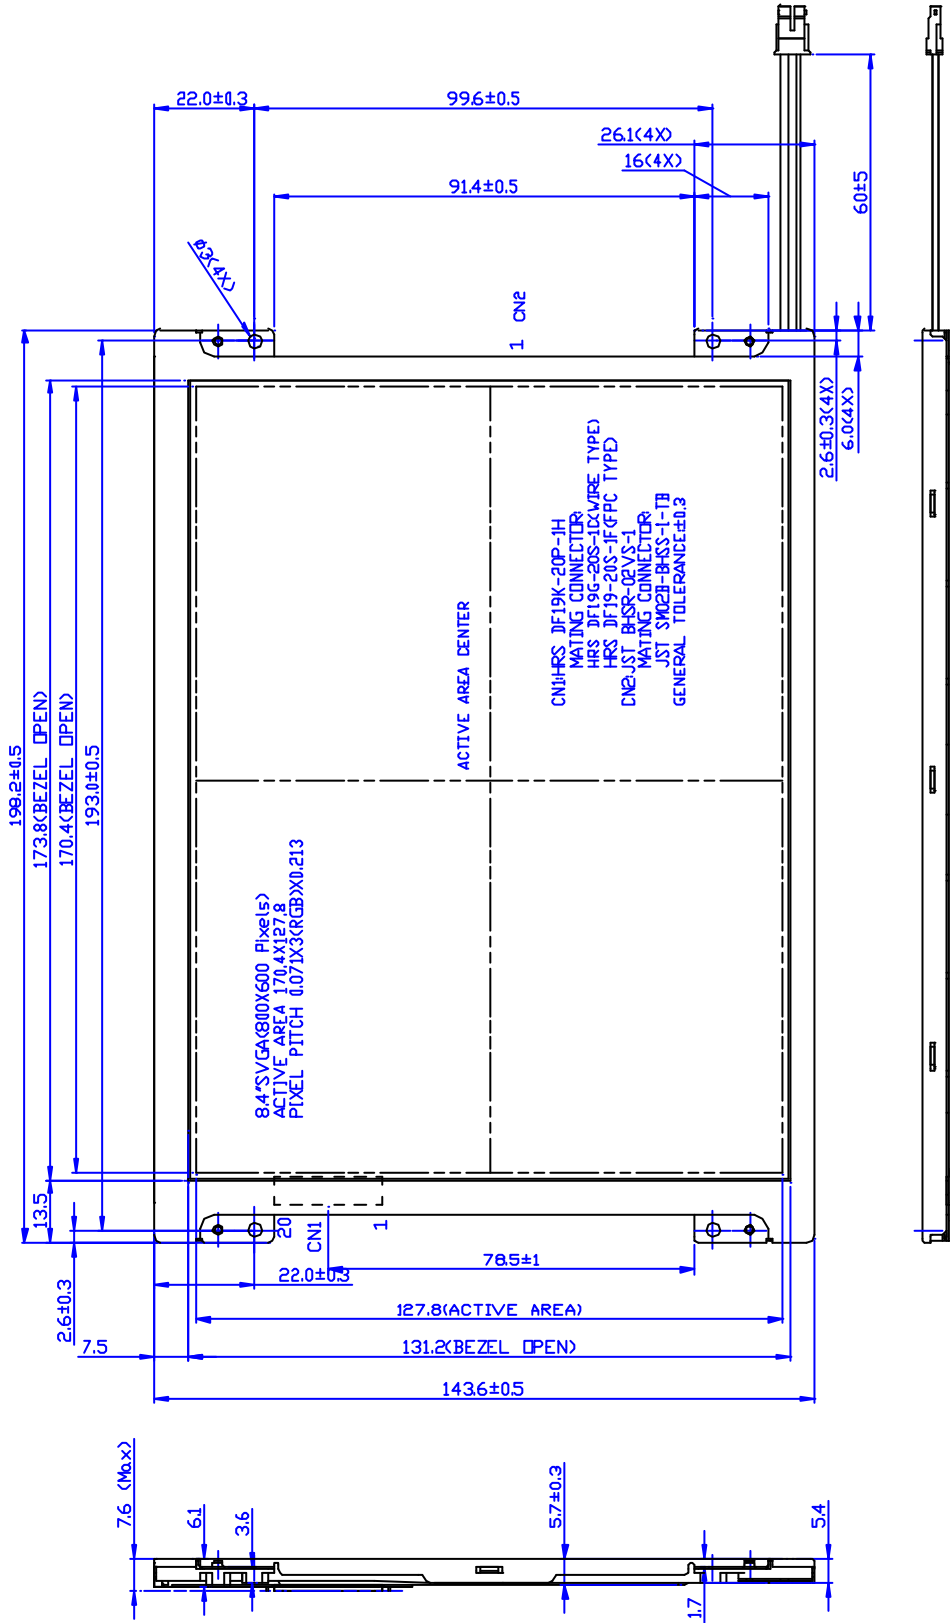 22.0±0.3
99.6±0.5
26.1(4X)
16(4X)
91.4±0.5
60±5
ø3(4X)
CN2
1
2.6±0.3(4X)
6.0(4X)
198.2±0.5
173.8(BEZEL OPEN)
170.4(BEZEL OPEN)
193.0±0.5
ACTIVE AREA CENTER
CN1:HRS DF19K-20P-1H
MATING CONNECTOR:
HRS DF19G-20S-1C(WIRE TYPE)
HRS DF19-20S-1F(FPC TYPE)
CN2:JST BHSR-02VS-1
MATING CONNECTOR:
JST SM02B-BHSS-1-TB
GENERAL TOLERANCE:±0.3
8.4"SVGA(800X600 Pixels)
ACTIVE AREA 170.4X127.8
PIXEL PITCH 0.071X3(RGB)X0.213
13.5
2.6±0.3
20
CN1
1
78.5±1
22.0±0.3
127.8(ACTIVE AREA)
7.5
131.2(BEZEL OPEN)
143.6±0.5
7.6 (Max)
6.1
3.6
5.7±0.3
5.4
1.7